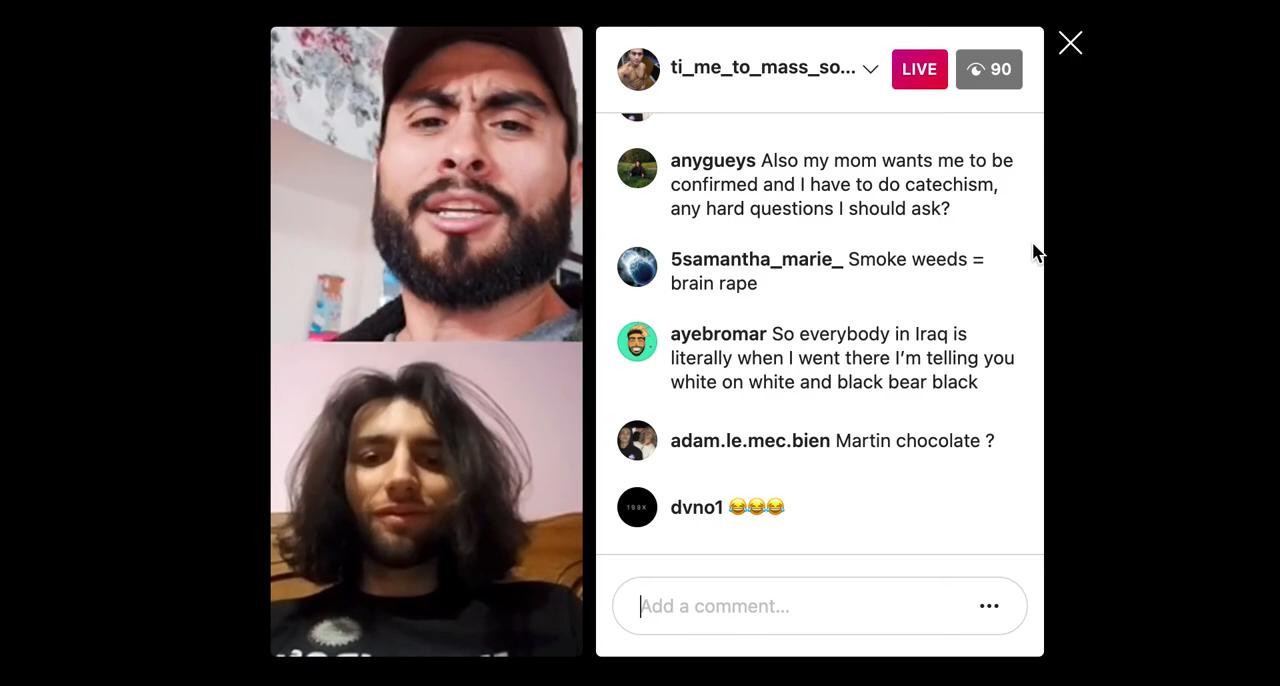 ti_me_to_mass_so...
LIVE
90
anygueys Also my mom wants me to be
confirmed and I have to do catechism,
any hard questions I should ask?
5samantha_marie_ Smoke weeds =
brain rape
ayebromar So everybody in Iraq is
literally when I went there I’m telling you
white on white and black bear black
adam.le.mec.bien Martin chocolate ?
199X
dvno1 😂😂😂
Add a comment...